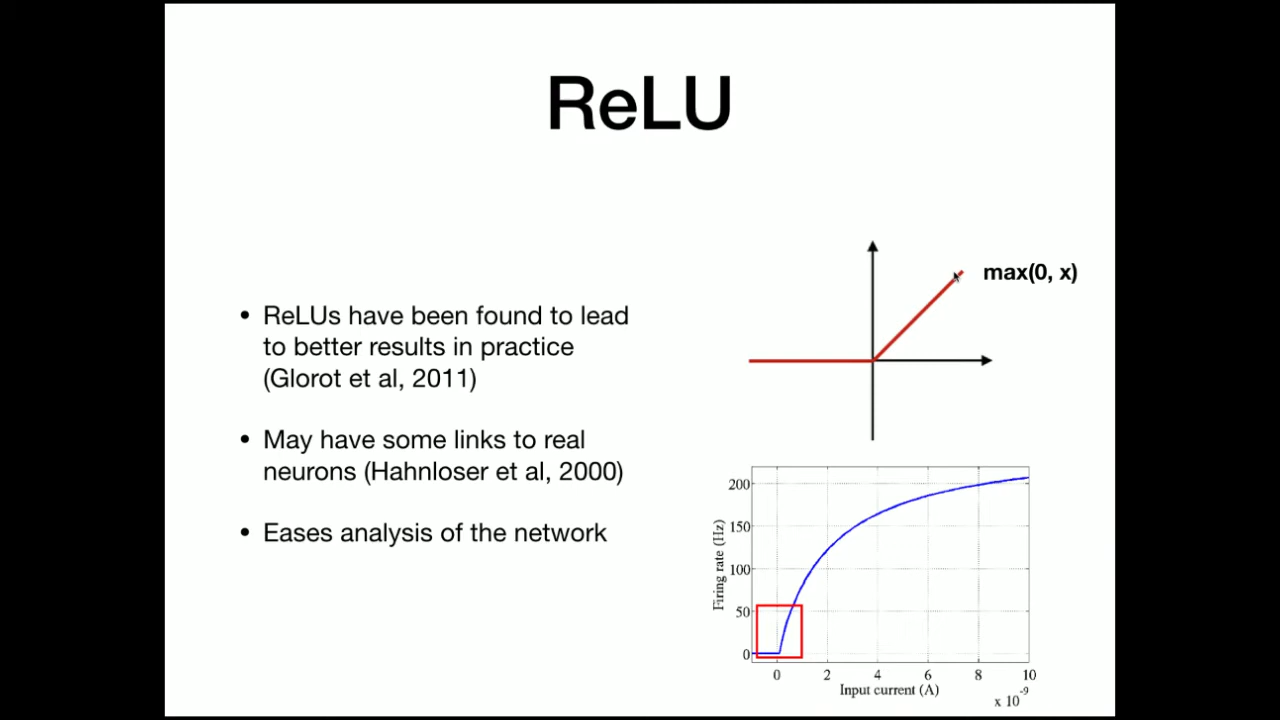 ReLU
• ReLUs have been found to lead
to better results in practice
(Glorot et al, 2011)
• May have some links to real
neurons (Hahnloser et al, 2000)
• Eases analysis of the network
max(0, x)
Firing rate (Hz)
200
150
100
50
0
0 2 4 6 8 10
Input current (A)
x 10⁻⁹